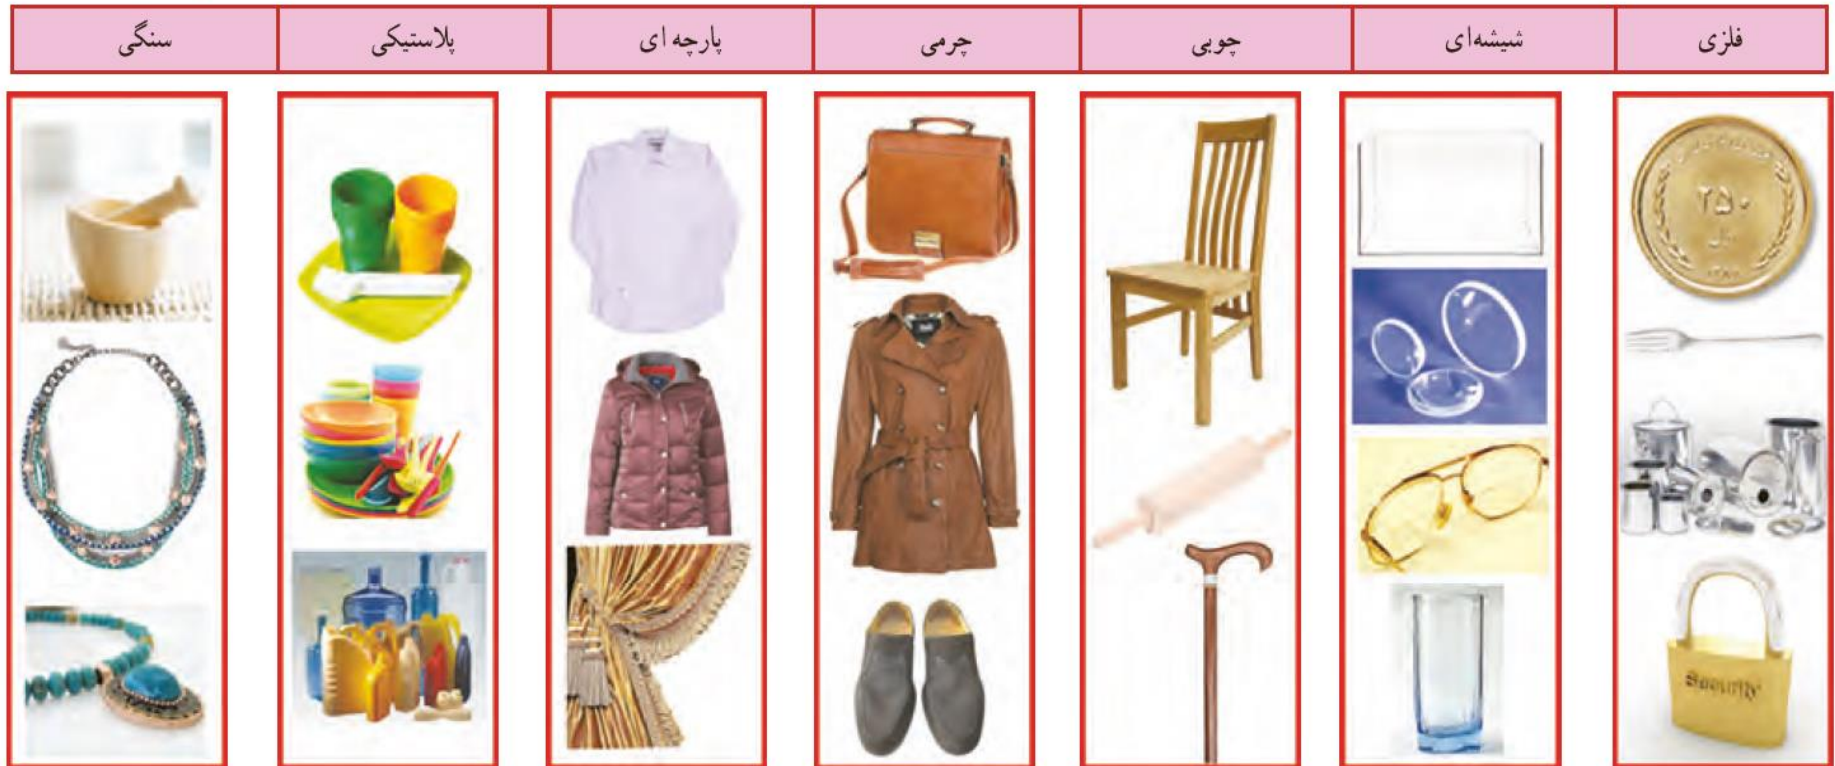 فلزی
شیشه‌ای
چوبی
چرمی
پارچه ای
پلاستیکی
سنگی
۲۵۰
ریال
Security